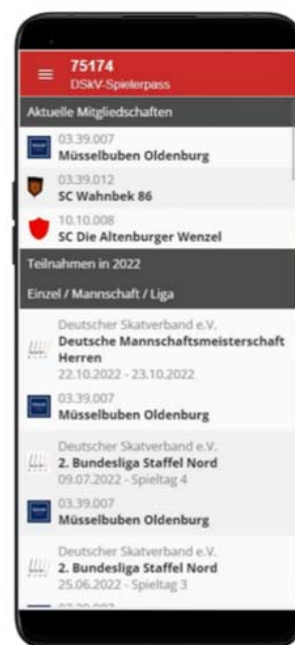 75174
DSkV-Spielerpass
Aktuelle Mitgliedschaften
03.39.007
Müsselbuben Oldenburg
03.39.012
SC Wahnbek 86
10.10.008
SC Die Altenburger Wenzel
Teilnahmen in 2022
Einzel / Mannschaft / Liga
Deutscher Skatverband e.V.
Deutsche Mannschaftsmeisterschaft
Herren
22.10.2022 - 23.10.2022
03.39.007
Müsselbuben Oldenburg
Deutscher Skatverband e.V.
2. Bundesliga Staffel Nord
09.07.2022 - Spieltag 4
03.39.007
Müsselbuben Oldenburg
Deutscher Skatverband e.V.
2. Bundesliga Staffel Nord
25.06.2022 - Spieltag 3